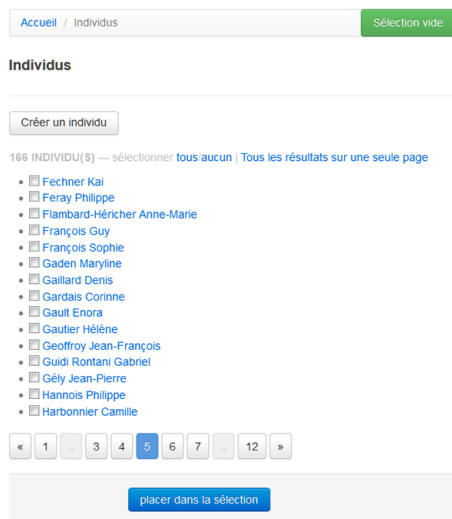 Accueil / Individus Sélection vide
Individus
Créer un individu
166 INDIVIDU(S) — sélectionner tous/aucun | Tous les résultats sur une seule page
Fechner Kai
Feray Philippe
Flambard-Héricher Anne-Marie
François Guy
François Sophie
Gaden Maryline
Gaillard Denis
Gardais Corinne
Gault Enora
Gautier Hélène
Geoffroy Jean-François
Guidi Rontani Gabriel
Gély Jean-Pierre
Hannois Philippe
Harbonnier Camille
« 1 .. 3 4 5 6 7 .. 12 »
placer dans la sélection